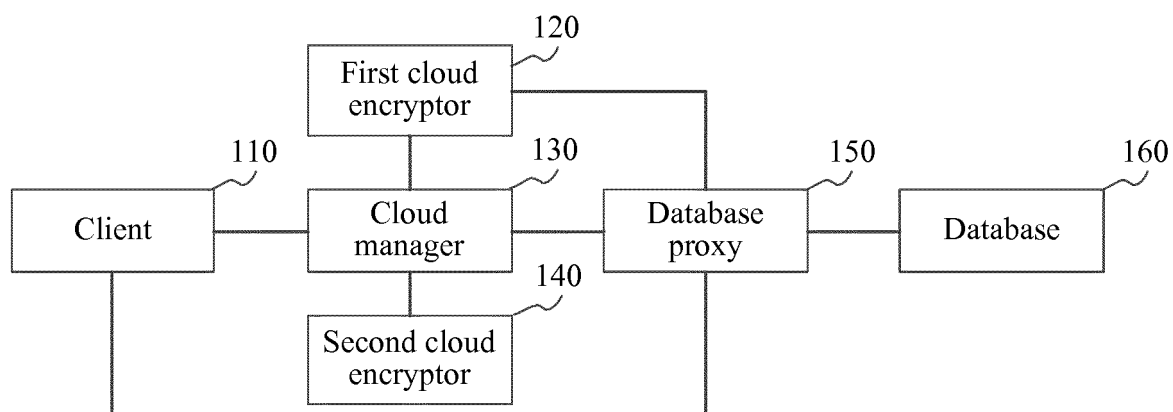 120
First cloud
encryptor
110
130
150
160
Client
Cloud
manager
Database
proxy
Database
140
Second cloud
encryptor